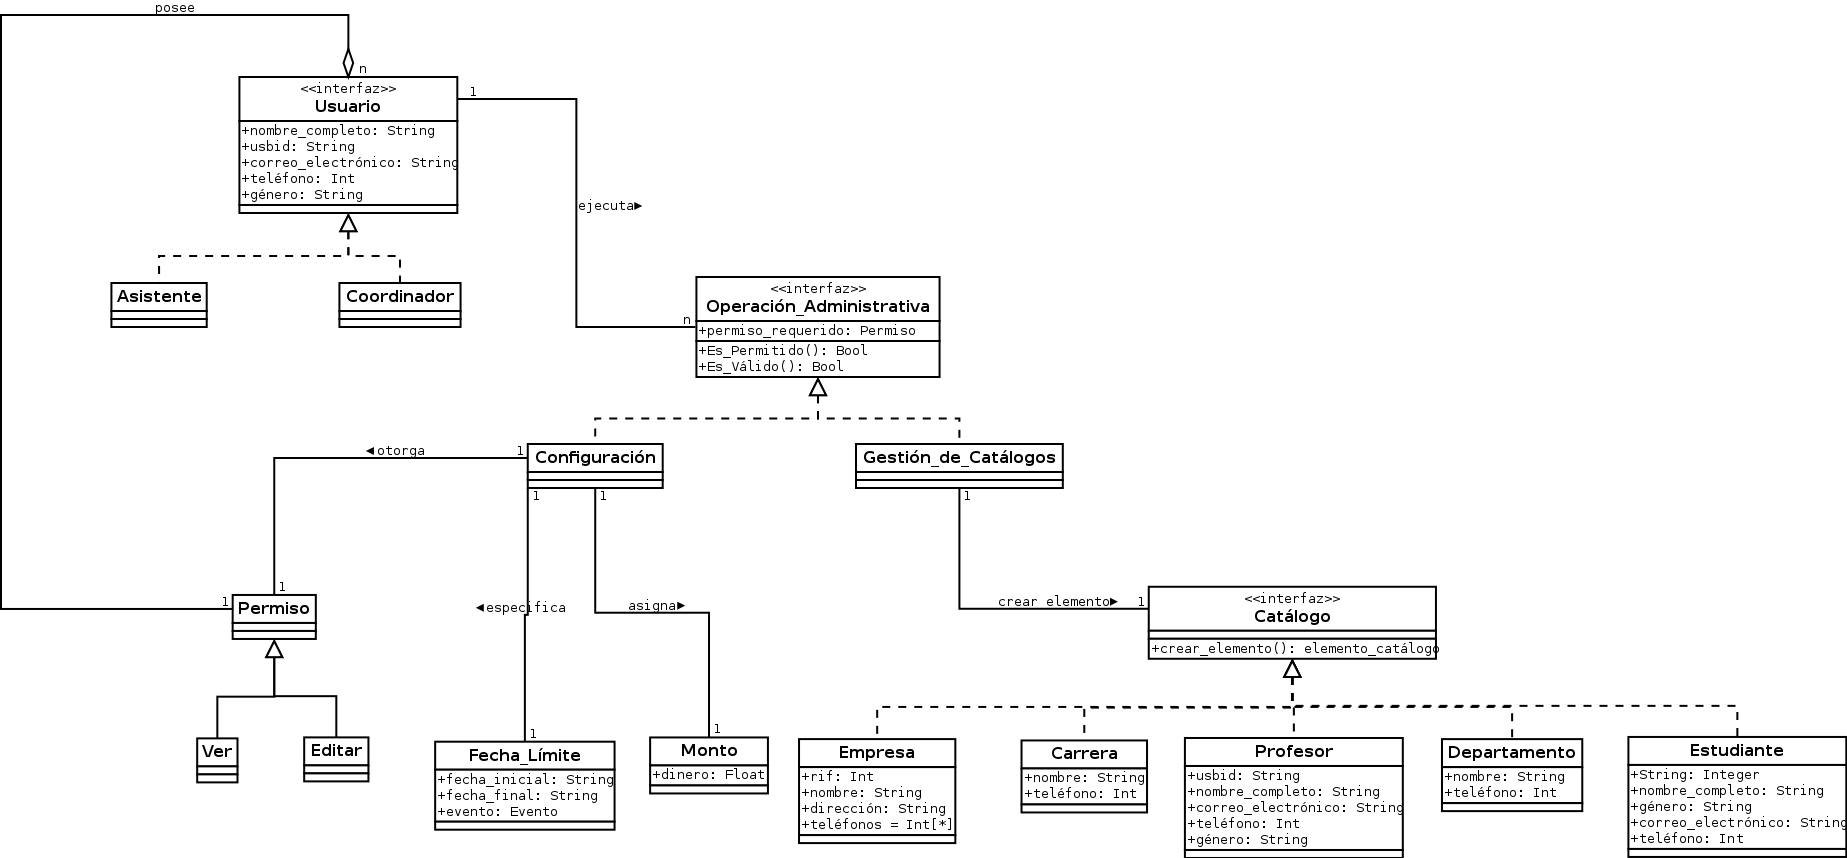 posee
n
<<interfaz>>
Usuario
+nombre_completo: String
+usbid: String
+correo_electrónico: String
+teléfono: Int
+género: String
1
ejecuta►
n
Asistente
Coordinador
<<interfaz>>
Operación_Administrativa
+permiso_requerido: Permiso
+Es_Permitido(): Bool
+Es_Válido(): Bool
◄otorga
1
Configuración
1
1
Gestión_de_Catálogos
1
1
1
Permiso
◄especifica
asigna►
crear elemento►
1
<<interfaz>>
Catálogo
+crear_elemento(): elemento_catálogo
Ver
Editar
1
Fecha_Límite
+fecha_inicial: String
+fecha_final: String
+evento: Evento
1
Monto
+dinero: Float
Empresa
+rif: Int
+nombre: String
+dirección: String
+teléfonos = Int[*]
Carrera
+nombre: String
+teléfono: Int
Profesor
+usbid: String
+nombre_completo: String
+correo_electrónico: String
+teléfono: Int
+género: String
Departamento
+nombre: String
+teléfono: Int
Estudiante
+String: Integer
+nombre_completo: String
+género: String
+correo_electrónico: String
+teléfono: Int